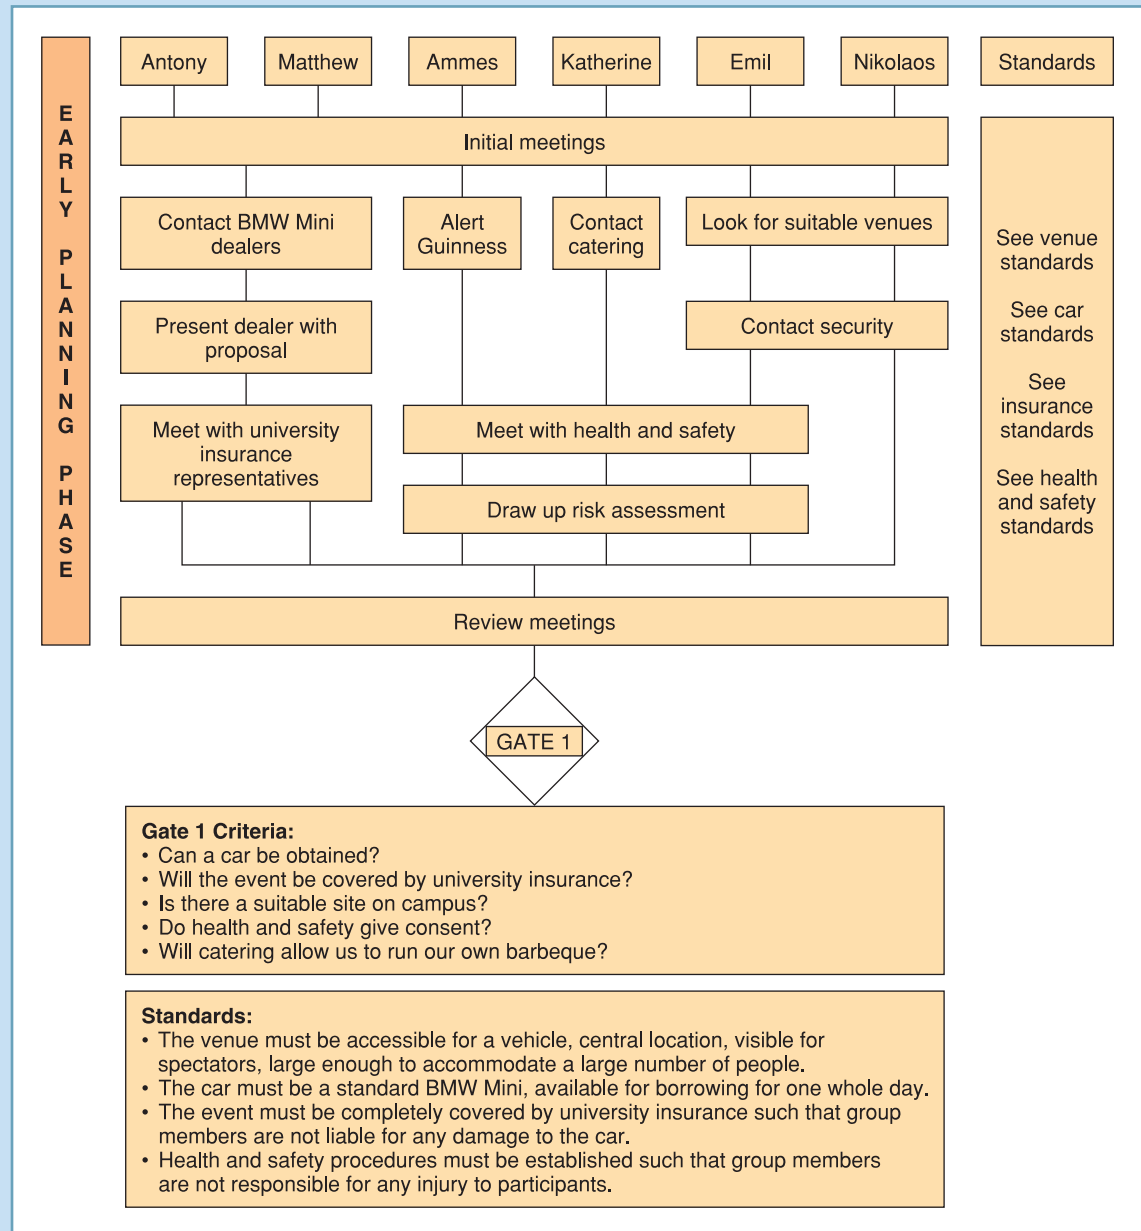 Antony
Matthew
Ammes
Katherine
Emil
Nikolaos
Standards
EARLY PLANNING PHASE
Initial meetings
Contact BMW Mini
dealers
Alert
Guinness
Contact
catering
Look for suitable venues
Present dealer with
proposal
Contact security
Meet with university
insurance
representatives
Meet with health and safety
Draw up risk assessment
See venue
standards
See car
standards
See
insurance
standards
See health
and safety
standards
Review meetings
GATE 1
Gate 1 Criteria:
• Can a car be obtained?
• Will the event be covered by university insurance?
• Is there a suitable site on campus?
• Do health and safety give consent?
• Will catering allow us to run our own barbeque?
Standards:
• The venue must be accessible for a vehicle, central location, visible for
spectators, large enough to accommodate a large number of people.
• The car must be a standard BMW Mini, available for borrowing for one whole day.
• The event must be completely covered by university insurance such that group
members are not liable for any damage to the car.
• Health and safety procedures must be established such that group members
are not responsible for any injury to participants.